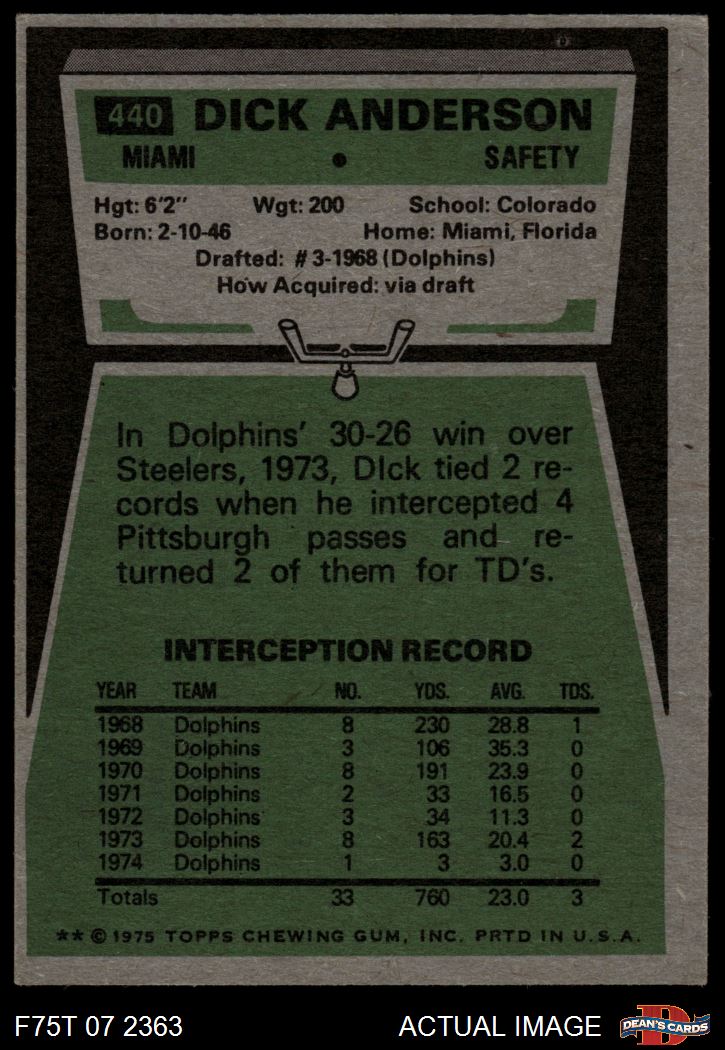 440 DICK ANDERSON
MIAMI • SAFETY
Hgt: 6'2" Wgt: 200 School: Colorado
Born: 2-10-46 Home: Miami, Florida
Drafted: #3-1968 (Dolphins)
How Acquired: via draft
In Dolphins' 30-26 win over
Steelers, 1973, DIck tied 2 re-
cords when he intercepted 4
Pittsburgh passes and re-
turned 2 of them for TD's.
INTERCEPTION RECORD
YEAR TEAM NO. YDS. AVG. TDS.
1968 Dolphins 8 230 28.8 1
1969 Dolphins 3 106 35.3 0
1970 Dolphins 8 191 23.9 0
1971 Dolphins 2 33 16.5 0
1972 Dolphins 3 34 11.3 0
1973 Dolphins 8 163 20.4 2
1974 Dolphins 1 3 3.0 0
Totals 33 760 23.0 3
** © 1975 TOPPS CHEWING GUM, INC. PRTD IN U.S.A.
F75T 07 2363 ACTUAL IMAGE D DEAN'S CARDS